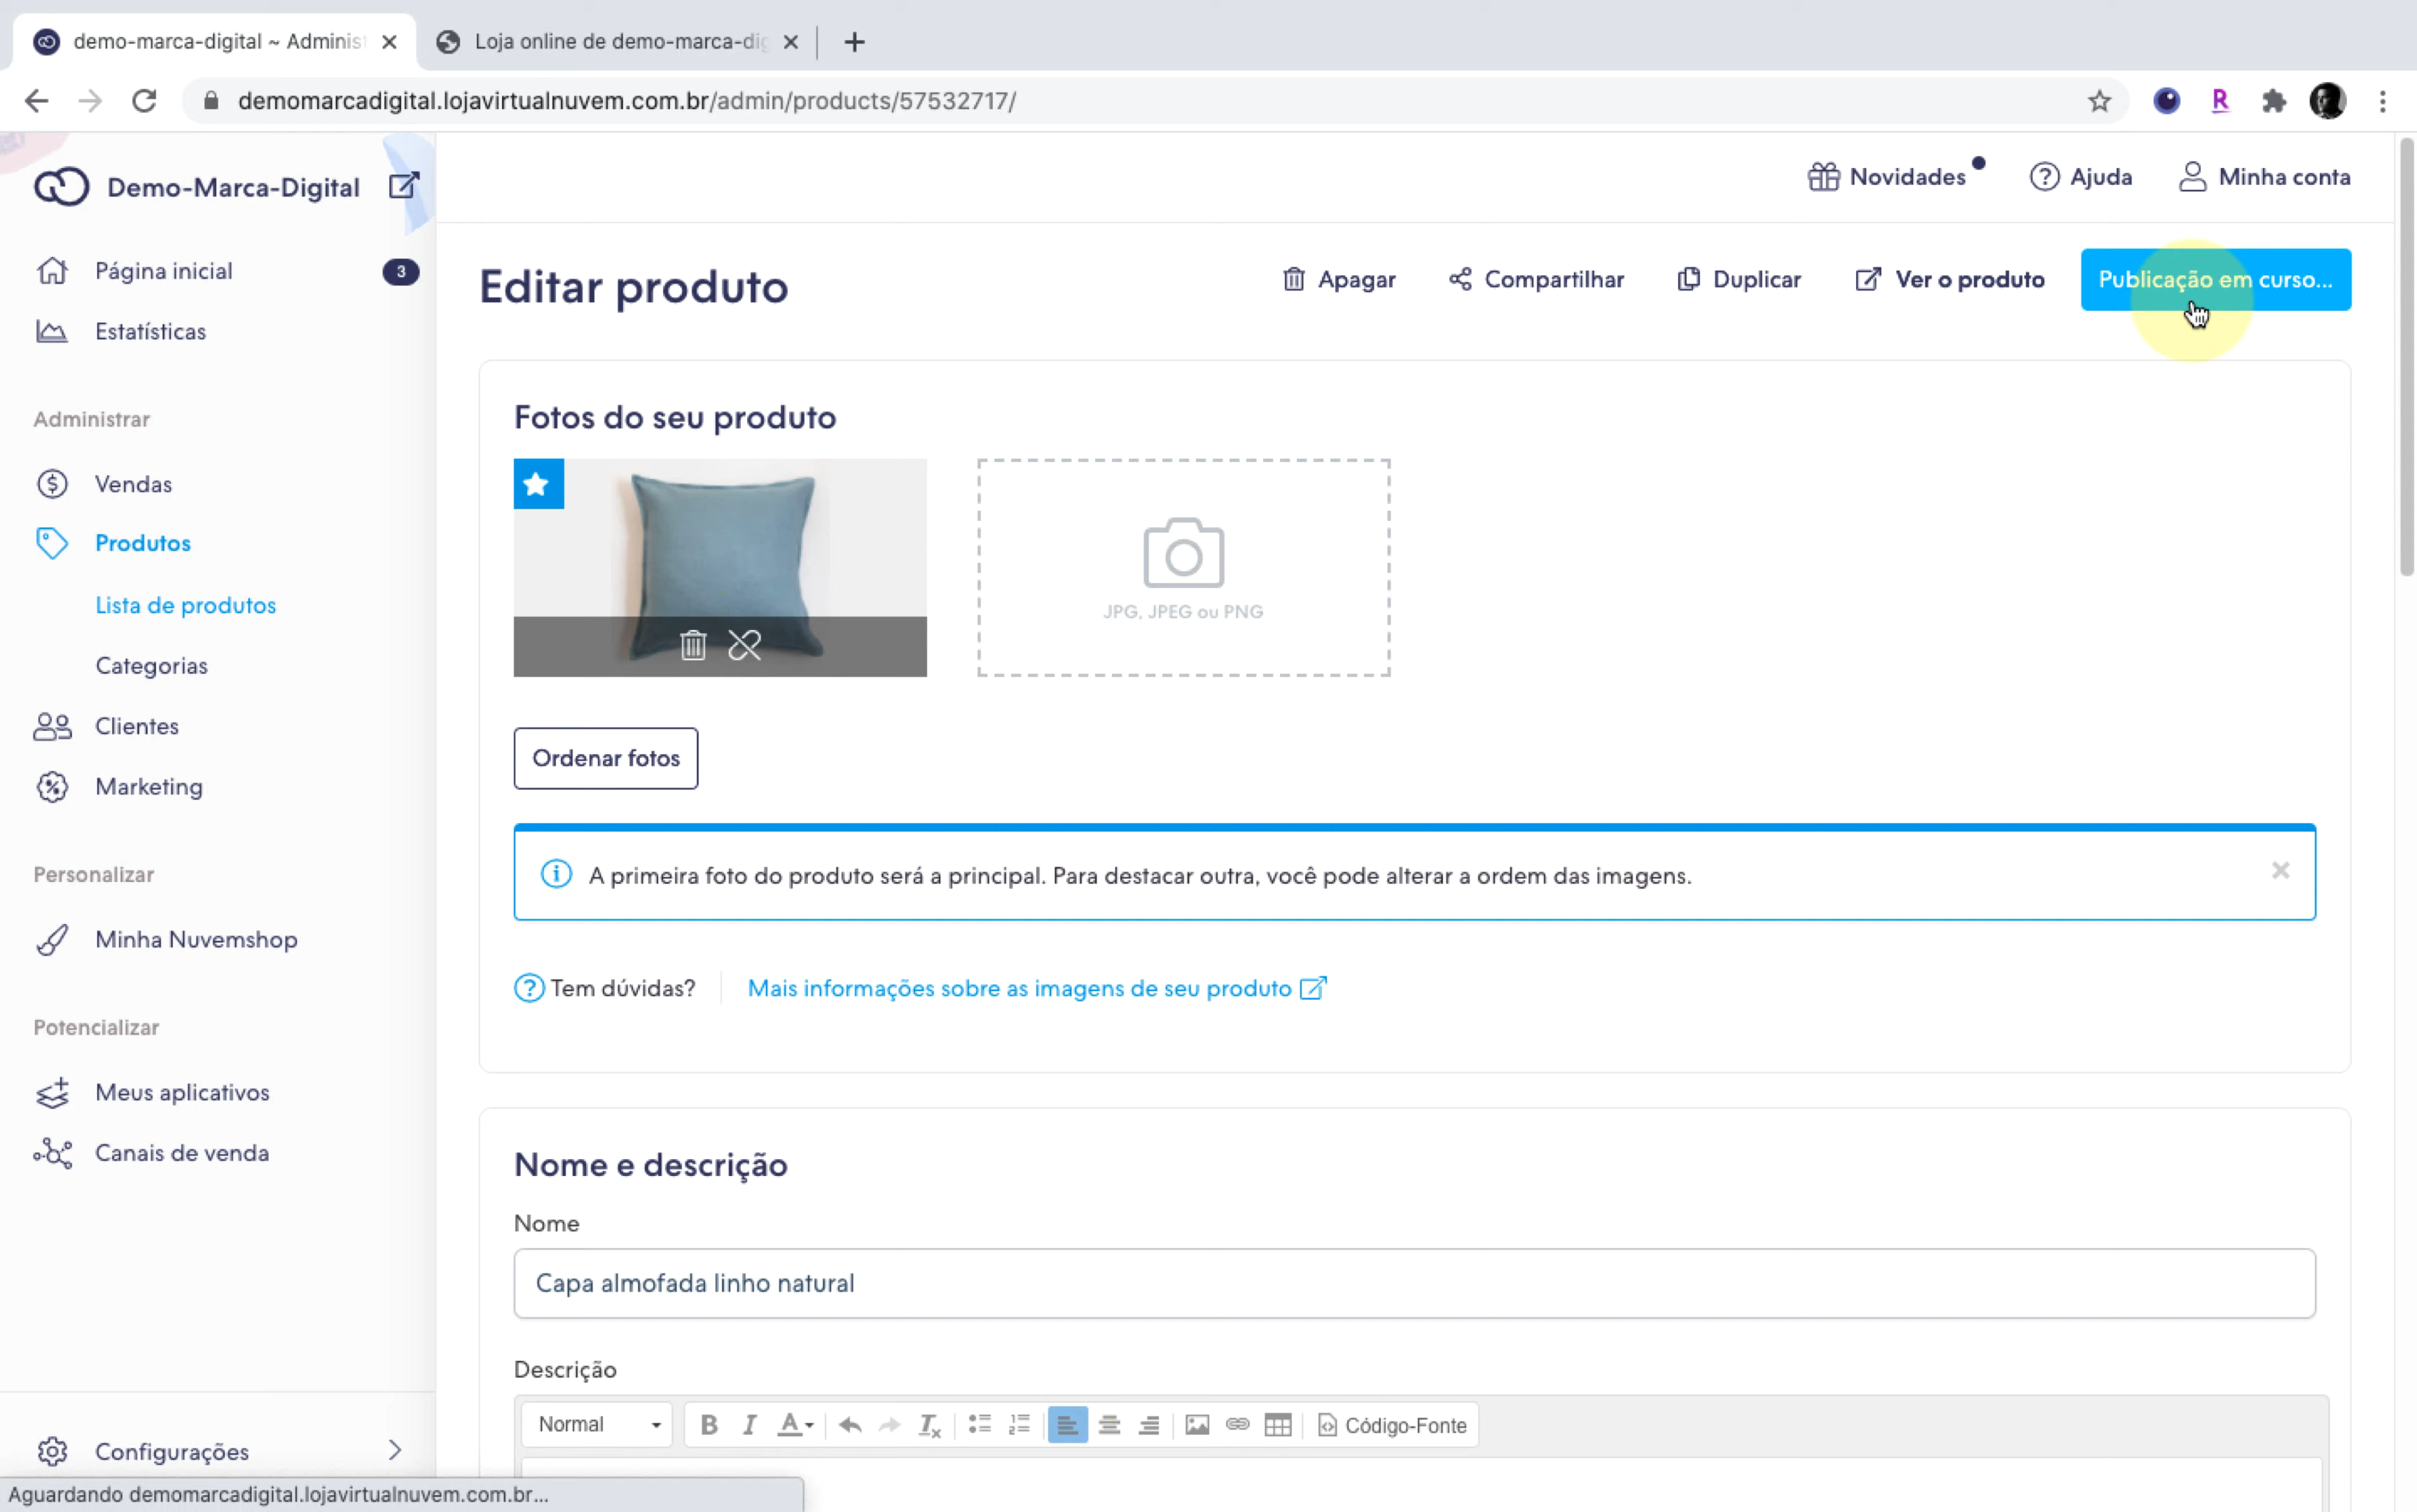 demo-marca-digital ~ Adminis
Loja online de demo-marca-dig
demomarcadigital.lojavirtualnuvem.com.br/admin/products/57532717/
R
Demo-Marca-Digital
Novidades
Ajuda
Minha conta
Página inicial
3
Estatísticas
Administrar
Vendas
Produtos
Lista de produtos
Categorias
Clientes
Marketing
Personalizar
Minha Nuvemshop
Potencializar
Meus aplicativos
Canais de venda
Configurações
Editar produto
Apagar
Compartilhar
Duplicar
Ver o produto
Publicação em curso...
Fotos do seu produto
JPG, JPEG ou PNG
Ordenar fotos
A primeira foto do produto será a principal. Para destacar outra, você pode alterar a ordem das imagens.
Tem dúvidas?
Mais informações sobre as imagens de seu produto
Nome e descrição
Nome
Capa almofada linho natural
Descrição
Normal
Código-Fonte
Aguardando demomarcadigital.lojavirtualnuvem.com.br...